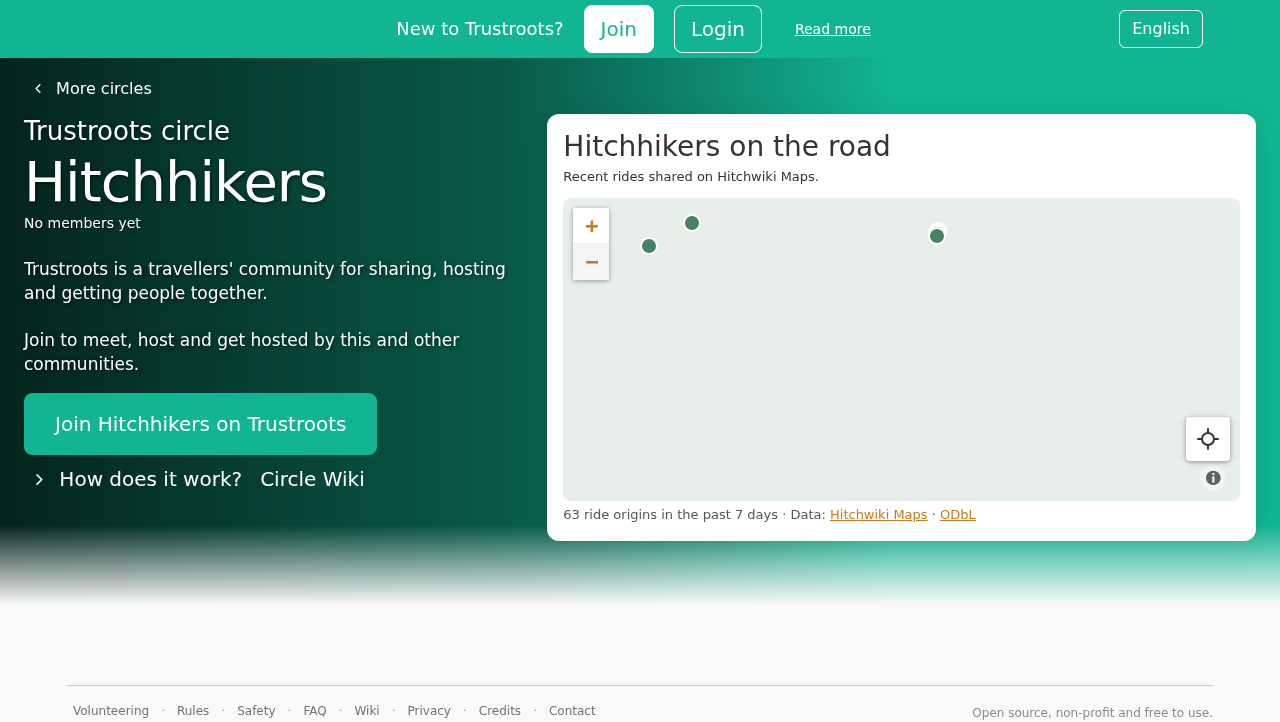 New to Trustroots? Join Login Read more English
More circles
Trustroots circle
Hitchhikers
No members yet
Trustroots is a travellers' community for sharing, hosting
and getting people together.
Join to meet, host and get hosted by this and other
communities.
Join Hitchhikers on Trustroots
How does it work? Circle Wiki
Hitchhikers on the road
Recent rides shared on Hitchwiki Maps.
+
−
63 ride origins in the past 7 days · Data: Hitchwiki Maps · ODbL
Volunteering · Rules · Safety · FAQ · Wiki · Privacy · Credits · Contact
Open source, non-profit and free to use.